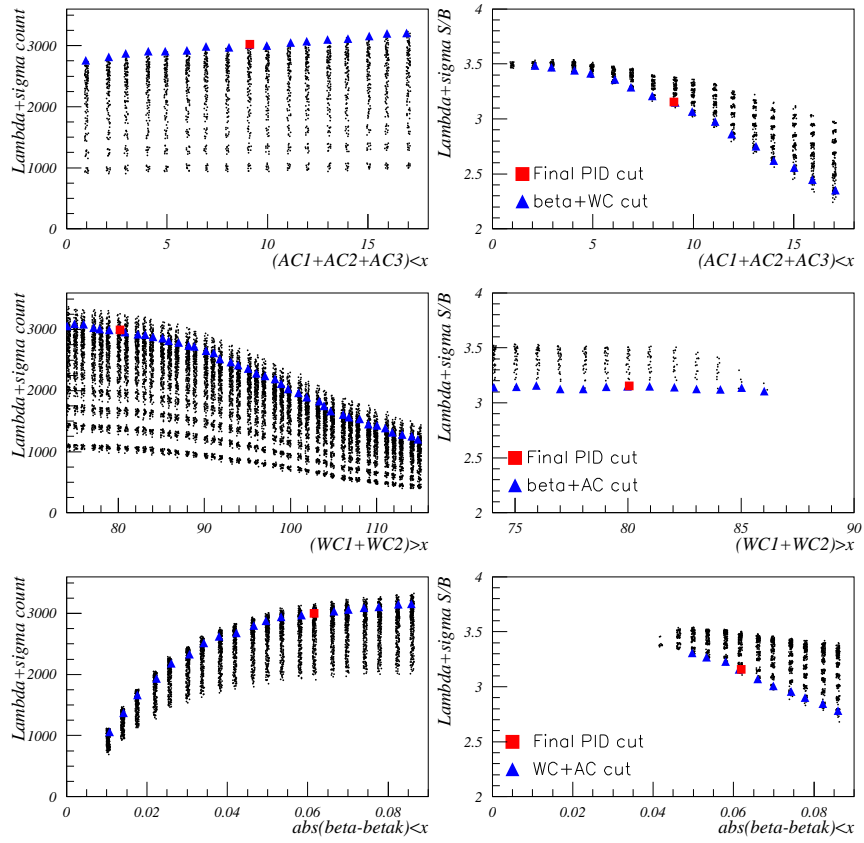 Lambda+sigma count
3000
2000
1000
0
0 5 10 15
(AC1+AC2+AC3)<x
Lambda+sigma S/B
4
3.5
3
2.5
2
Final PID cut
beta+WC cut
0 5 10 15
(AC1+AC2+AC3)<x
Lambda+sigma count
3000
2000
1000
0
80 90 100 110
(WC1+WC2)>x
Lambda+sigma S/B
4
3.5
3
2.5
2
Final PID cut
beta+AC cut
75 80 85 90
(WC1+WC2)>x
Lambda+sigma count
3000
2000
1000
0
0 0.02 0.04 0.06 0.08
abs(beta-betak)<x
Lambda+sigma S/B
4
3.5
3
2.5
2
Final PID cut
WC+AC cut
0 0.02 0.04 0.06 0.08
abs(beta-betak)<x